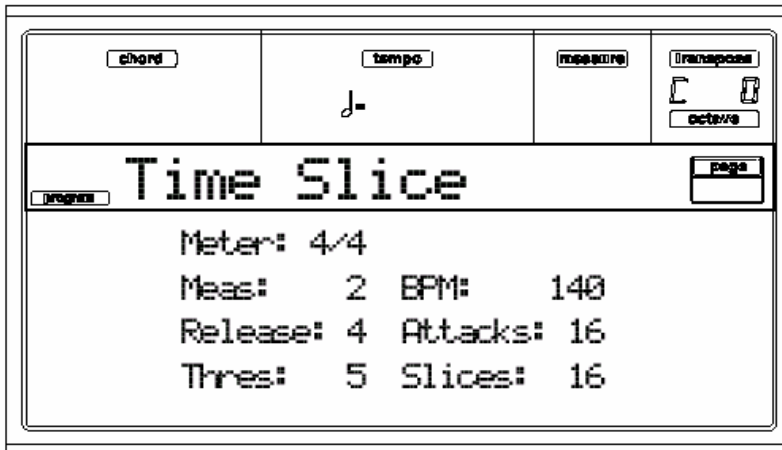 chord tempo measure transpose
C 0
octave
program Time Slice page
Meter: 4/4
Meas: 2 BPM: 140
Release: 4 Attacks: 16
Thres: 5 Slices: 16